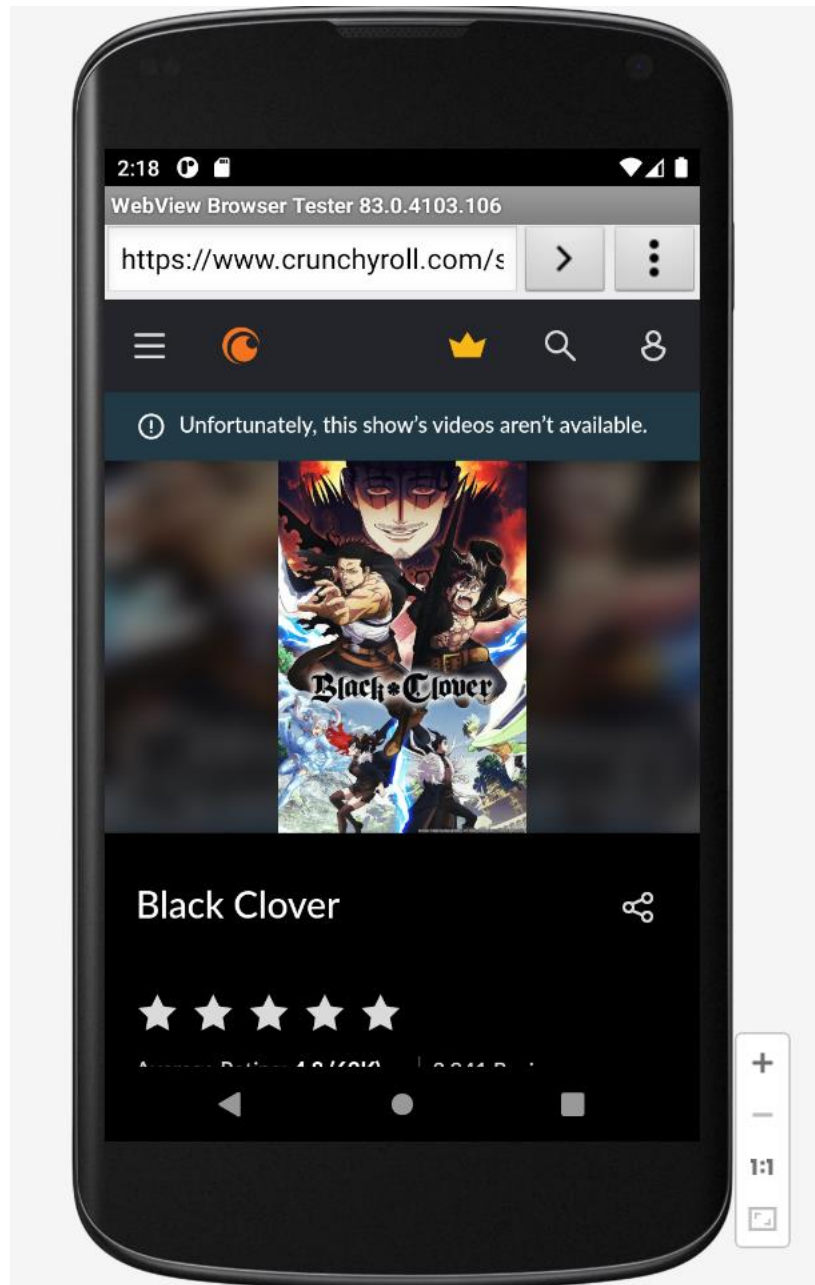 2:18
WebView Browser Tester 83.0.4103.106
https://www.crunchyroll.com/s
Unfortunately, this show's videos aren't available.
Black*Clover
Black Clover
1:1